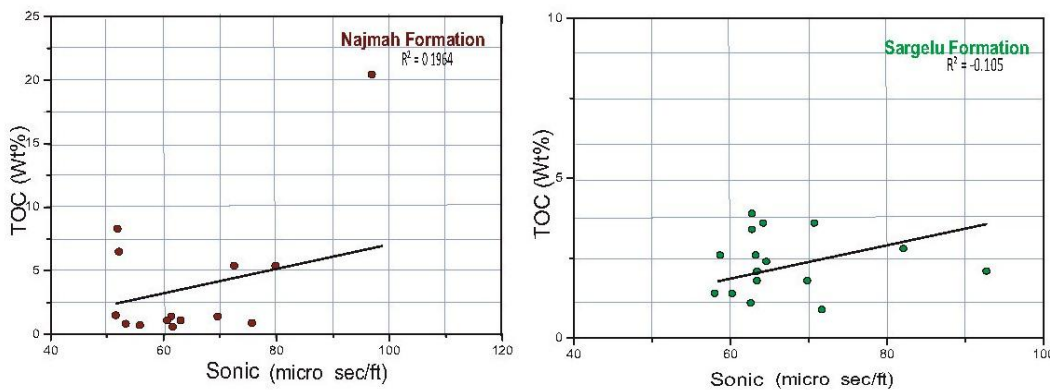 Najmah Formation
R² = 0.1964
25
20
15
10
5
0
TOC (Wt%)
40
60
80
100
120
Sonic (micro sec/ft)
Sargelu Formation
R² = -0.105
10
5
0
TOC (Wt%)
40
60
80
100
Sonic (micro sec/ft)